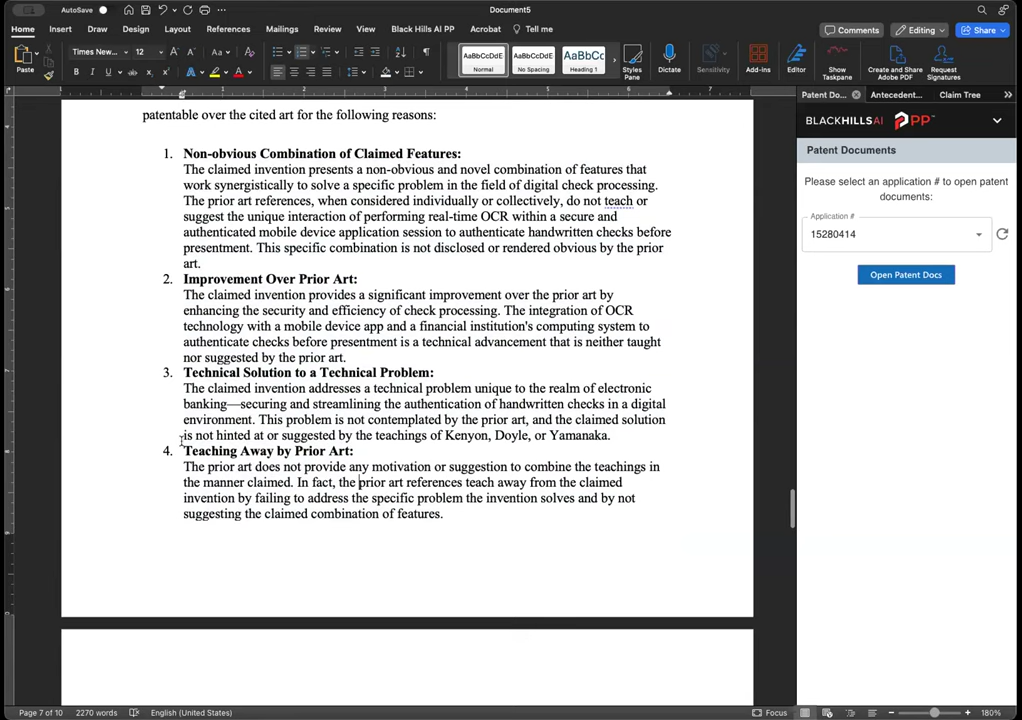 AutoSave
Document5
Home Insert Draw Design Layout References Mailings Review View Black Hills AI PP Acrobat Tell me
Comments Editing Share
Paste
Times New... 12
AaBbCcDdE AaBbCcDdE AaBbCc
Normal No Spacing Heading 1
Styles Pane
Dictate
Sensitivity
Add-ins
Editor
Show Taskpane
Create and Share Adobe PDF
Request Signatures
patentable over the cited art for the following reasons:
1. Non-obvious Combination of Claimed Features:
The claimed invention presents a non-obvious and novel combination of features that
work synergistically to solve a specific problem in the field of digital check processing.
The prior art references, when considered individually or collectively, do not teach or
suggest the unique interaction of performing real-time OCR within a secure and
authenticated mobile device application session to authenticate handwritten checks before
presentment. This specific combination is not disclosed or rendered obvious by the prior
art.
2. Improvement Over Prior Art:
The claimed invention provides a significant improvement over the prior art by
enhancing the security and efficiency of check processing. The integration of OCR
technology with a mobile device app and a financial institution's computing system to
authenticate checks before presentment is a technical advancement that is neither taught
nor suggested by the prior art.
3. Technical Solution to a Technical Problem:
The claimed invention addresses a technical problem unique to the realm of electronic
banking—securing and streamlining the authentication of handwritten checks in a digital
environment. This problem is not contemplated by the prior art, and the claimed solution
is not hinted at or suggested by the teachings of Kenyon, Doyle, or Yamanaka.
4. Teaching Away by Prior Art:
The prior art does not provide any motivation or suggestion to combine the teachings in
the manner claimed. In fact, the prior art references teach away from the claimed
invention by failing to address the specific problem the invention solves and by not
suggesting the claimed combination of features.
Patent Do... Antecedent... Claim Tree
BLACKHILLSAI PP™
Patent Documents
Please select an application # to open patent
documents:
Application #
15280414
Open Patent Docs
Page 7 of 10 2270 words English (United States)
Focus 180%